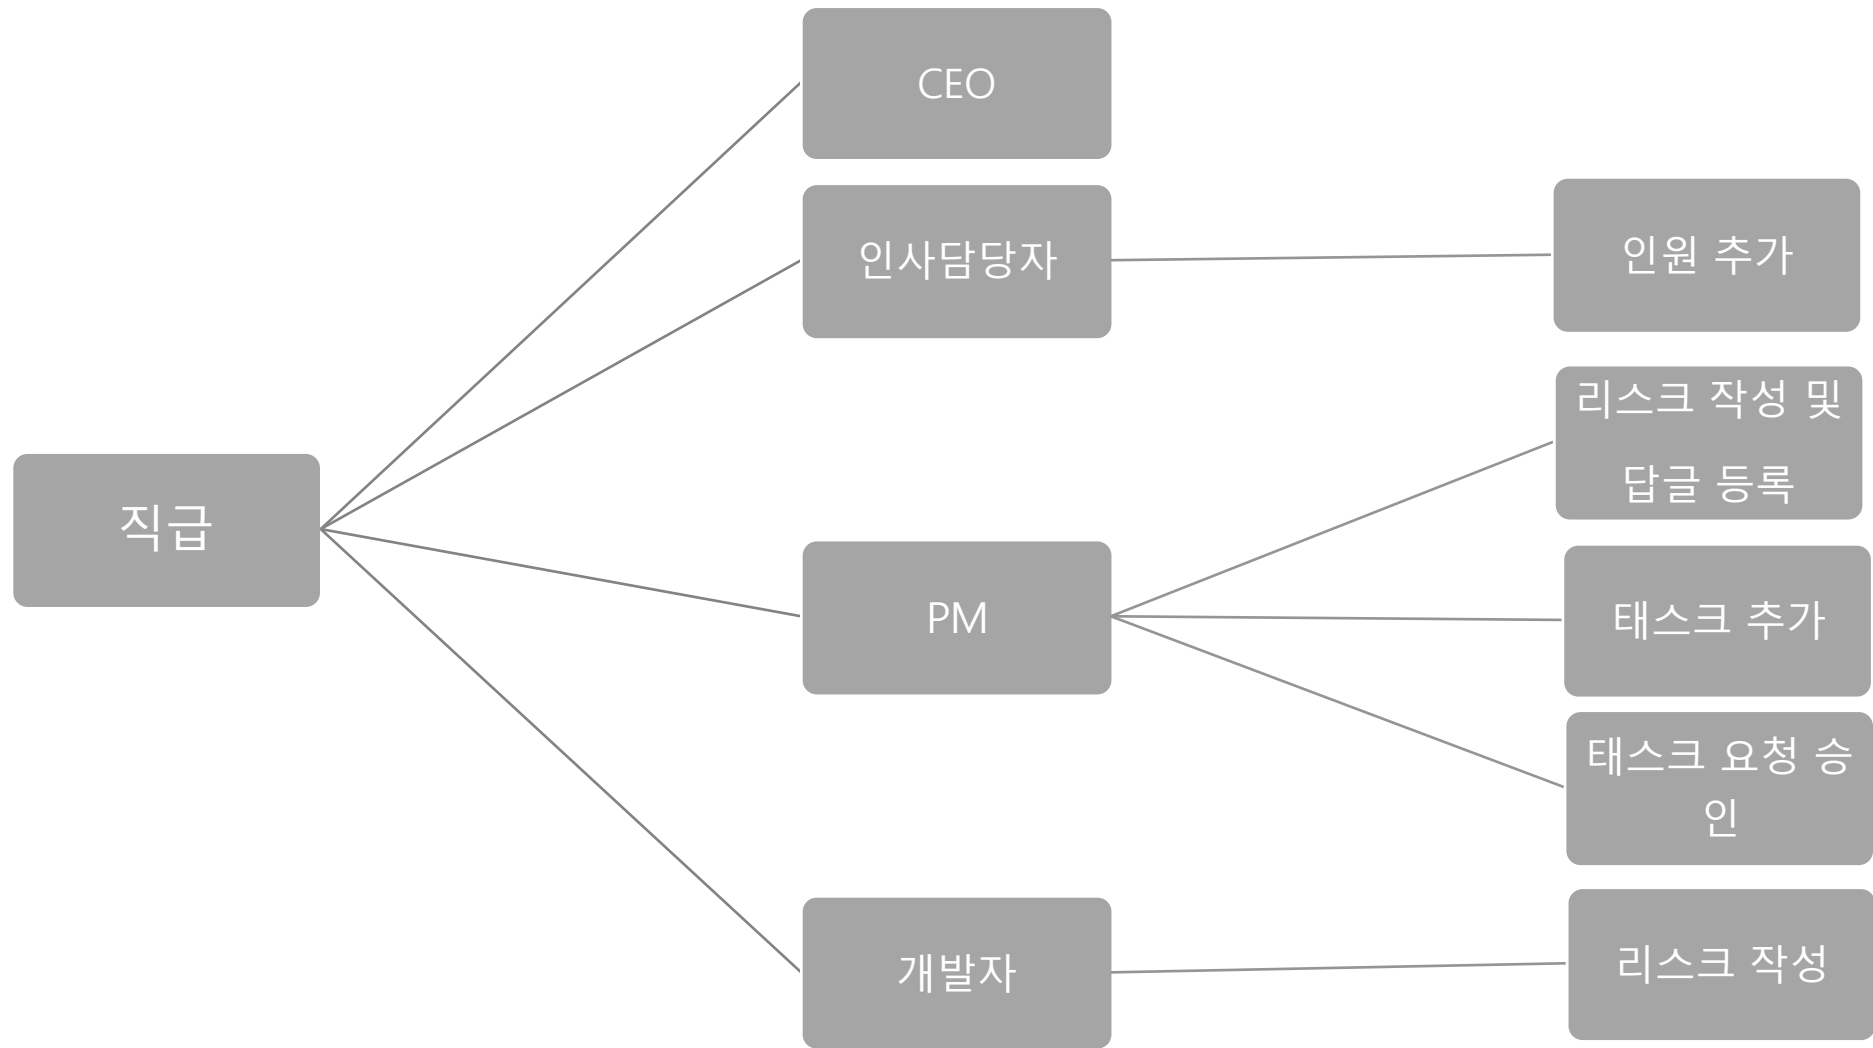 직급
CEO
인사담당자
PM
개발자
인원 추가
리스크 작성 및
답글 등록
태스크 추가
태스크 요청 승
인
리스크 작성